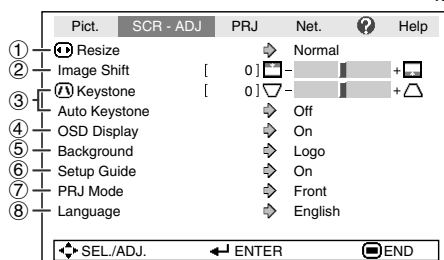 Pict. SCR - ADJ PRJ Net. ? Help
① Resize Normal
② Image Shift [ 0 ] - +
③ Keystone [ 0 ] - +
Auto Keystone Off
④ OSD Display On
⑤ Background Logo
⑥ Setup Guide On
⑦ PRJ Mode Front
⑧ Language English
SEL./ADJ. ENTER END